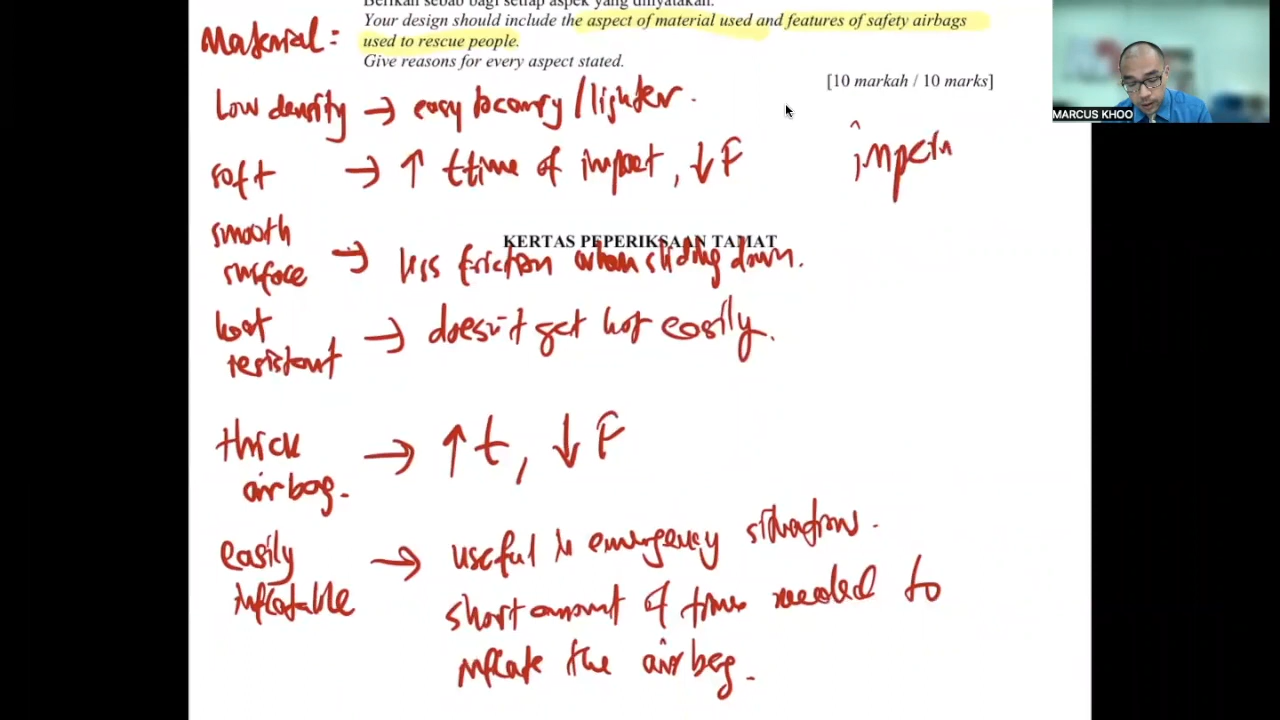 Berikan sebab bagi setiap aspek yang dinyatakan.
Your design should include the aspect of material used and features of safety airbags
used to rescue people.
Give reasons for every aspect stated.
[10 markah / 10 marks]
MARCUS KHOO
Material:
Low density → easy to carry / lighter.
soft → ↑ ttime of impact, ↓ F
impe
smooth
surface → less friction when sliding down.
KERTAS PEPERIKSAAN TAMAT
heat
resistant → doesn't get hot easily.
thick
airbag. → ↑ t, ↓ F
easily
inflatable → useful in emergency situations.
short amount of time needed to
inflate the airbag.